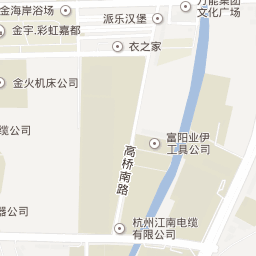 金海岸浴场
派乐汉堡
万能集团
文化广场
金宇.彩虹嘉都
衣之家
金火机床公司
缆公司
富阳业伊
工具公司
高桥南路
器公司
杭州江南电缆
有限公司